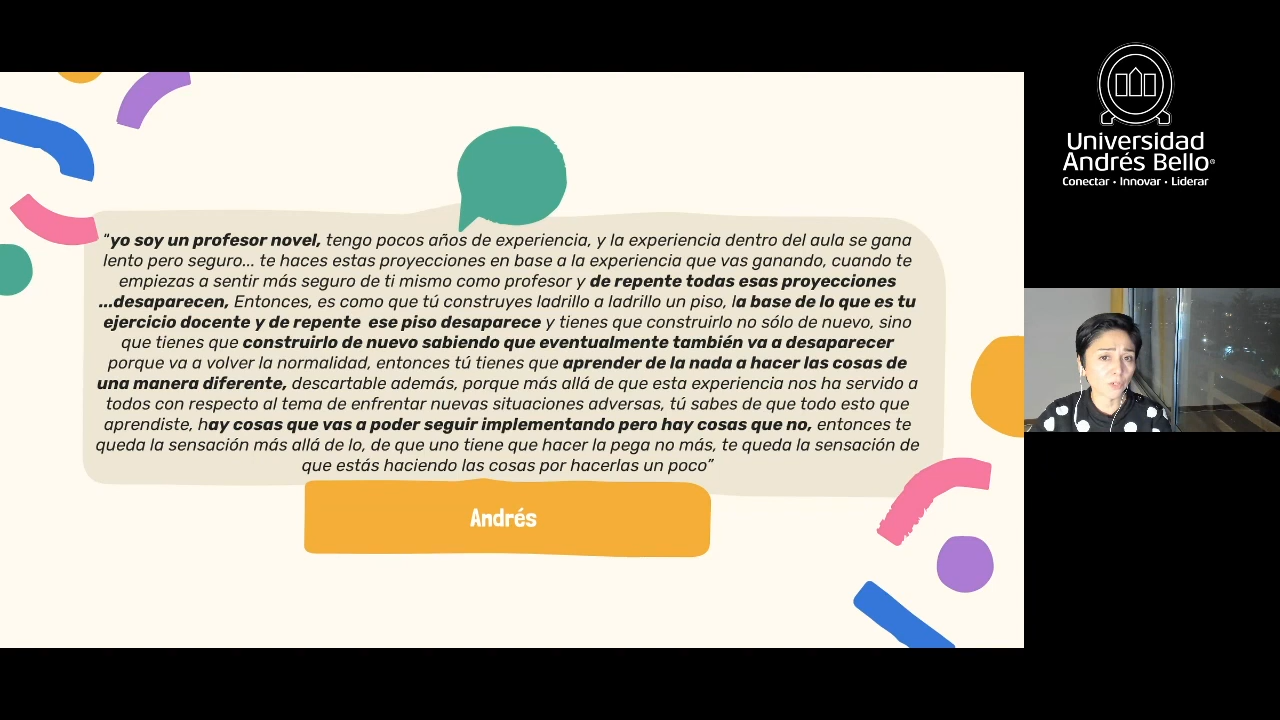 “yo soy un profesor novel, tengo pocos años de experiencia, y la experiencia dentro del aula se gana
lento pero seguro... te haces estas proyecciones en base a la experiencia que vas ganando, cuando te
empiezas a sentir más seguro de ti mismo como profesor y de repente todas esas proyecciones
...desaparecen, Entonces, es como que tú construyes ladrillo a ladrillo un piso, la base de lo que es tu
ejercicio docente y de repente ese piso desaparece y tienes que construirlo no sólo de nuevo, sino
que tienes que construirlo de nuevo sabiendo que eventualmente también va a desaparecer
porque va a volver la normalidad, entonces tú tienes que aprender de la nada a hacer las cosas de
una manera diferente, descartable además, porque más allá de que esta experiencia nos ha servido a
todos con respecto al tema de enfrentar nuevas situaciones adversas, tú sabes de que todo esto que
aprendiste, hay cosas que vas a poder seguir implementando pero hay cosas que no, entonces te
queda la sensación más allá de lo, de que uno tiene que hacer la pega no más, te queda la sensación de
que estás haciendo las cosas por hacerlas un poco”
Andrés
Universidad
Andrés Bello®
Conectar • Innovar • Liderar